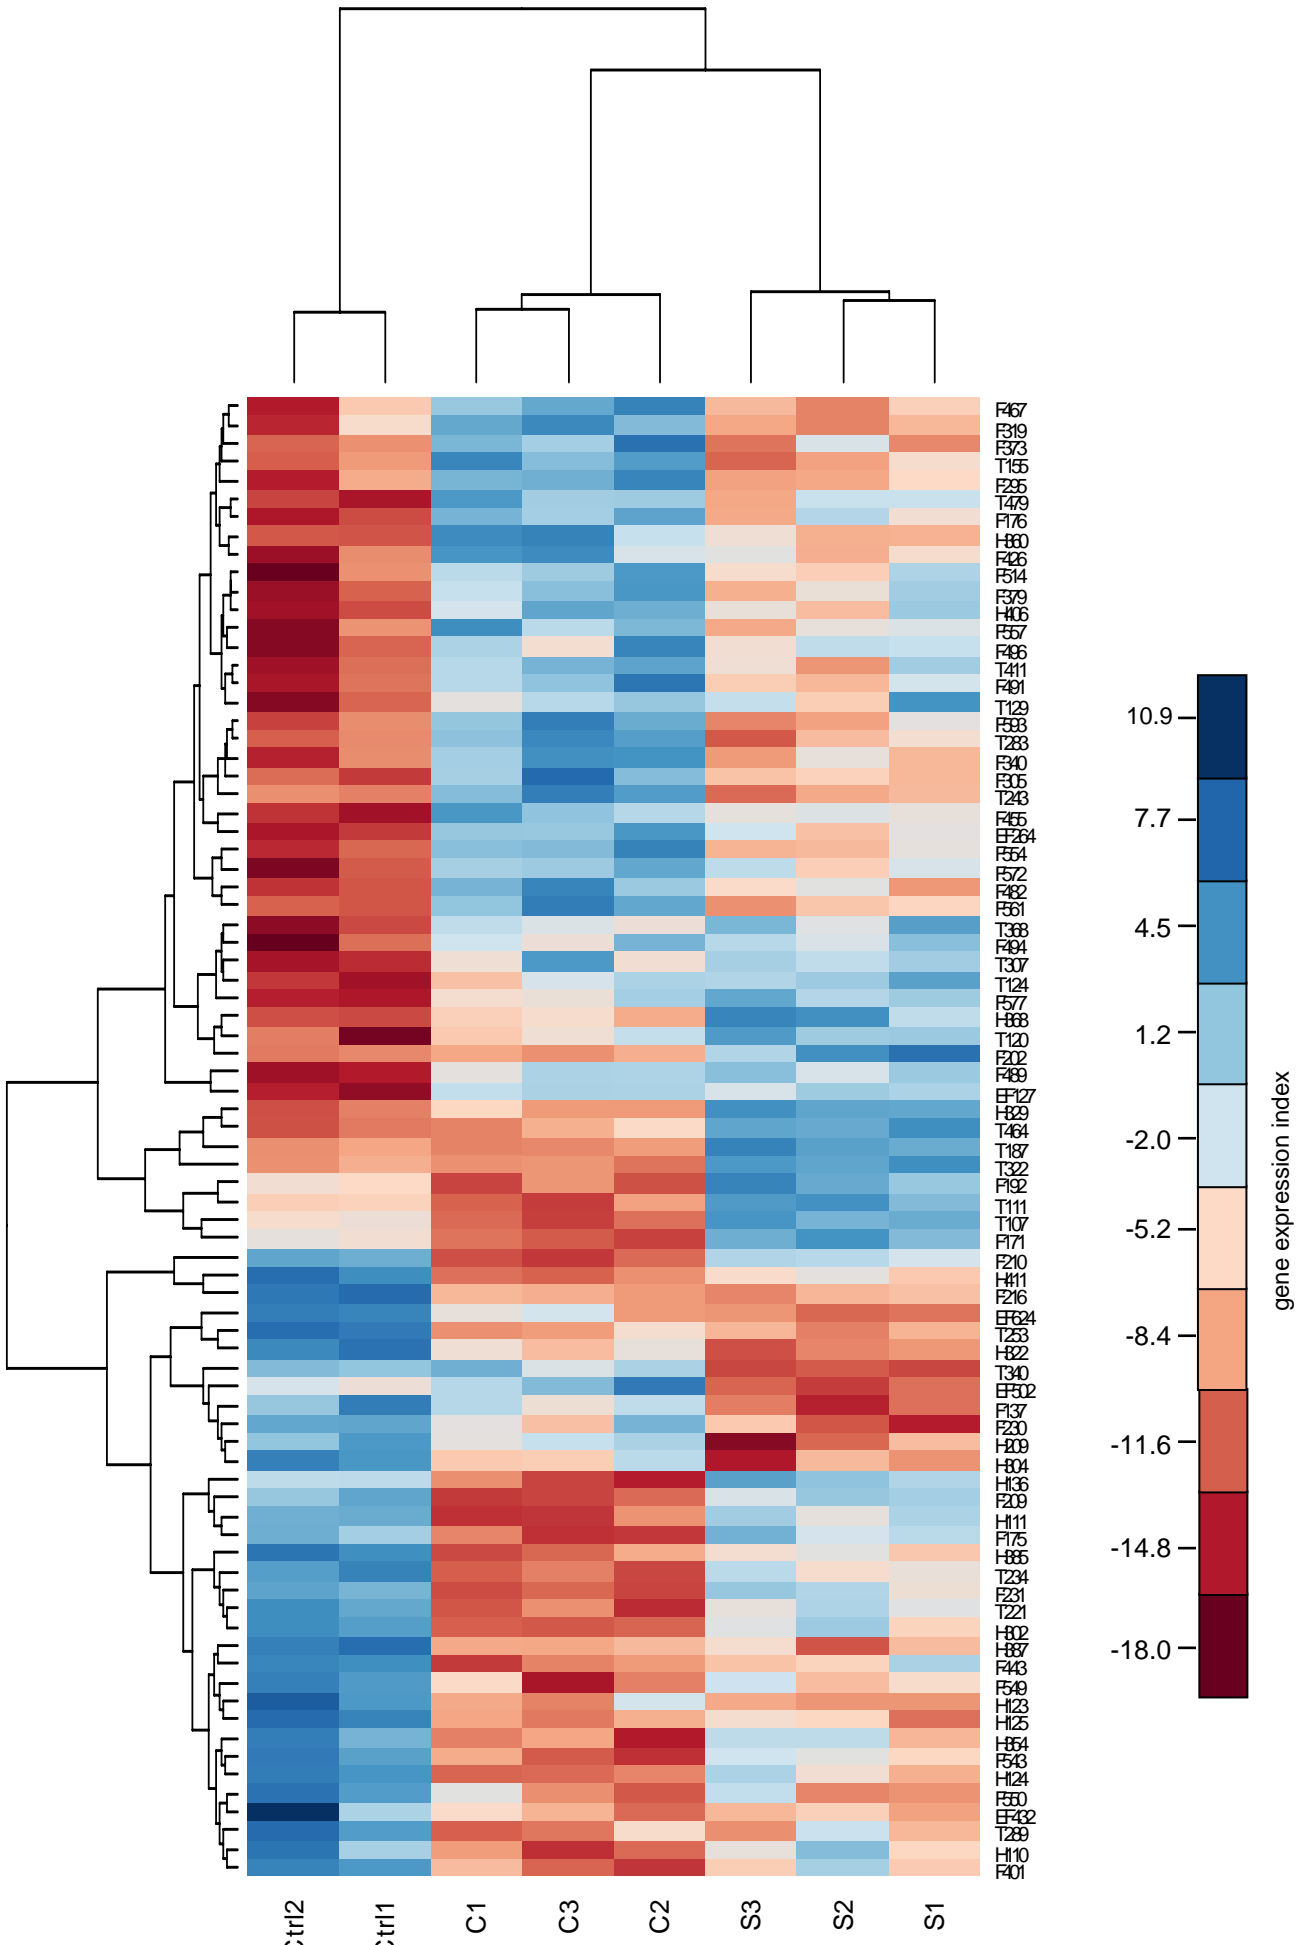 F467
F319
F373
T155
F295
T479
F176
H360
F426
F514
F379
H406
F557
F496
T411
F491
T129
F593
T283
F340
F305
T243
F455
EF264
F554
F572
F482
F561
T368
F494
T307
T124
F577
H368
T120
F202
F489
EF127
H329
T464
T187
T322
F192
T111
T107
F171
F210
H411
F216
EF624
T253
H322
T340
EF502
F137
F230
H209
H304
H136
F209
H111
F175
H385
T234
F231
T221
H302
H387
F443
F549
H123
H125
H354
F543
H124
F550
EF432
T289
H110
F401
10.9
7.7
4.5
1.2
-2.0
-5.2
-8.4
-11.6
-14.8
-18.0
gene expression index
Ctrl2 Ctrl1 C1 C3 C2 S3 S2 S1